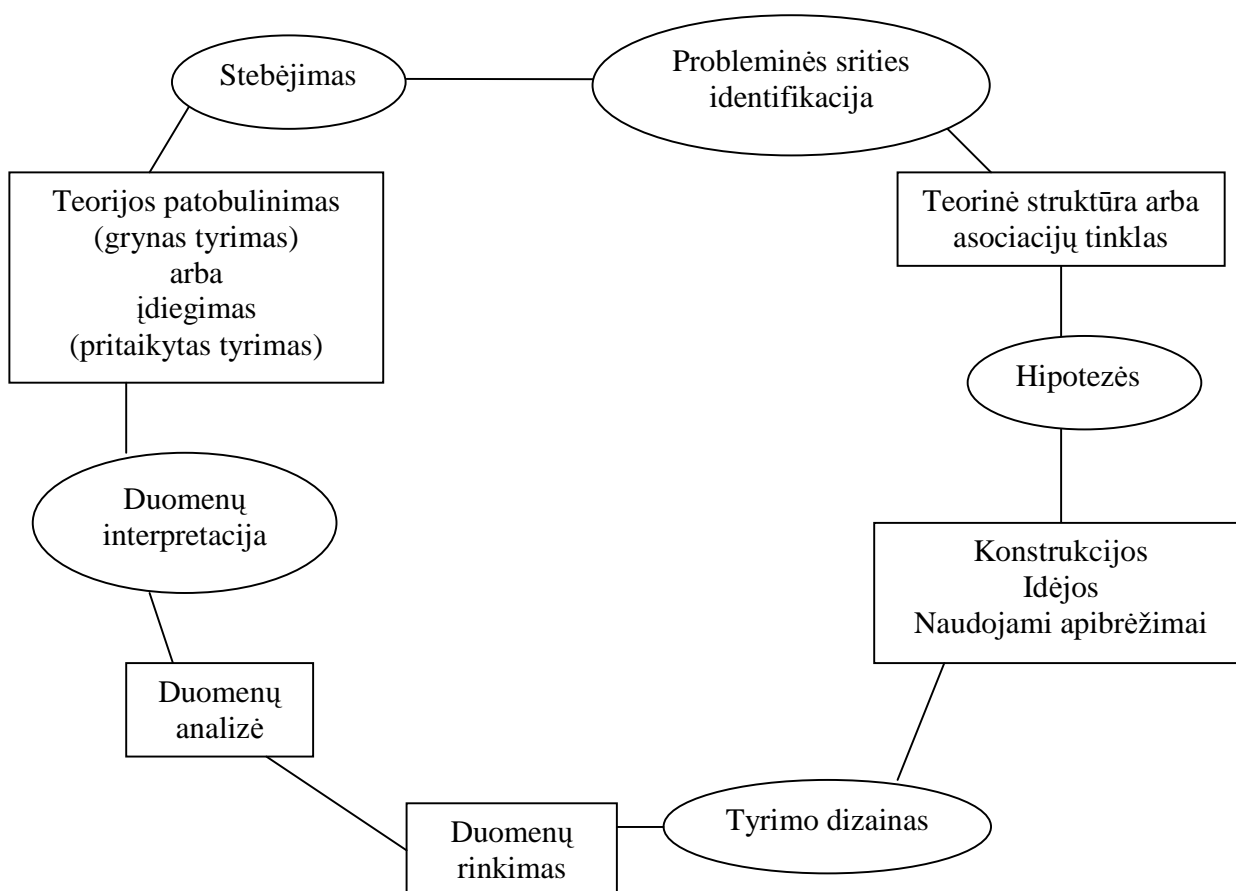 Stebėjimas
Probleminės srities
identifikacija
Teorijos patobulinimas
(grynas tyrimas)
arba
įdiegimas
(pritaikytas tyrimas)
Teorinė struktūra arba
asociacijų tinklas
Hipotezės
Duomenų
interpretacija
Konstrukcijos
Idėjos
Naudojami apibrėžimai
Duomenų
analizė
Duomenų
rinkimas
Tyrimo dizainas